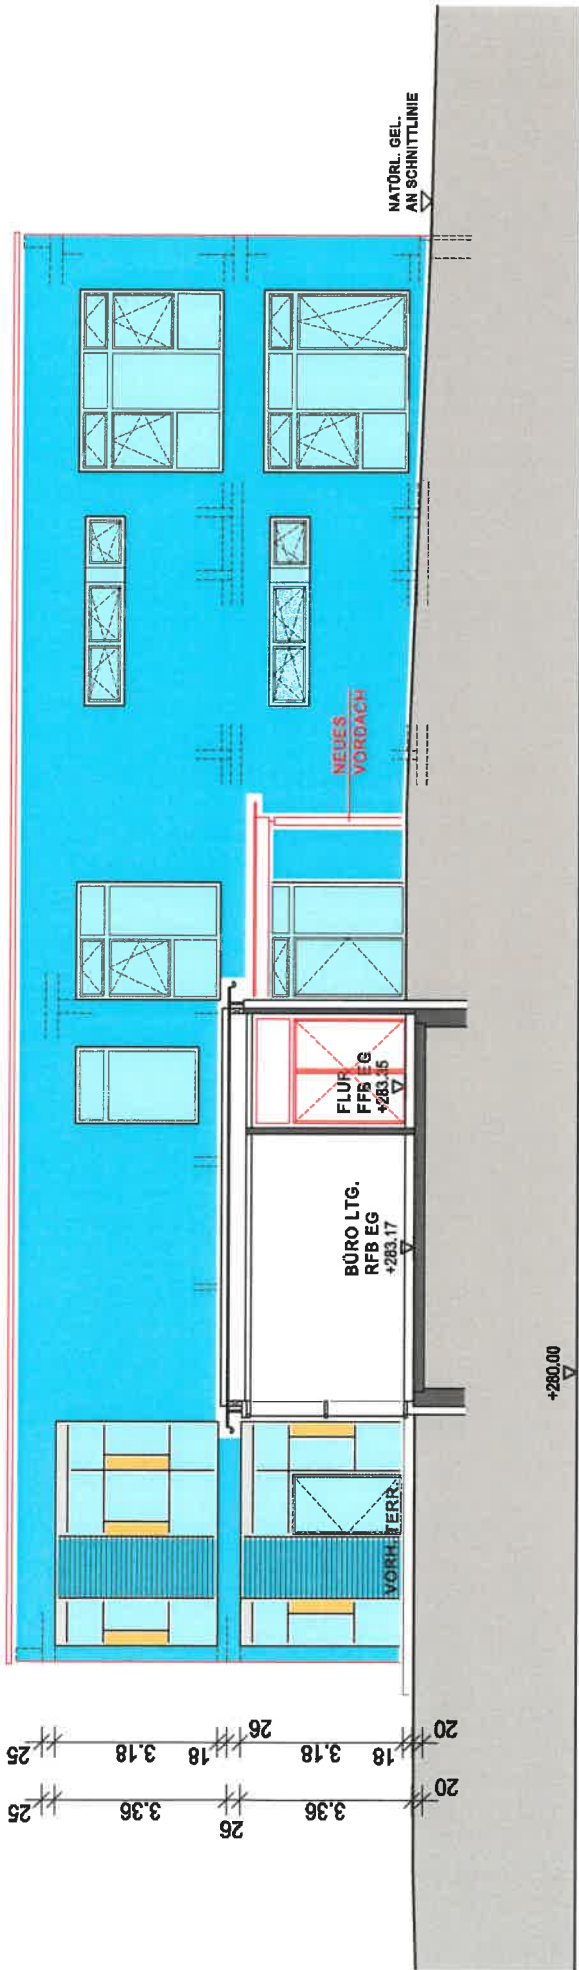 NATÜRL. GEL.
AN SCHNITTLINIE
NEUES
VORDACH
FLUR
FFB EG
+283.35
BÜRO LTG.
RFB EG
+283.17
+280.00
VORH. TERR.
25
3.18
18
26
3.18
18
20
25
3.36
26
3.36
20